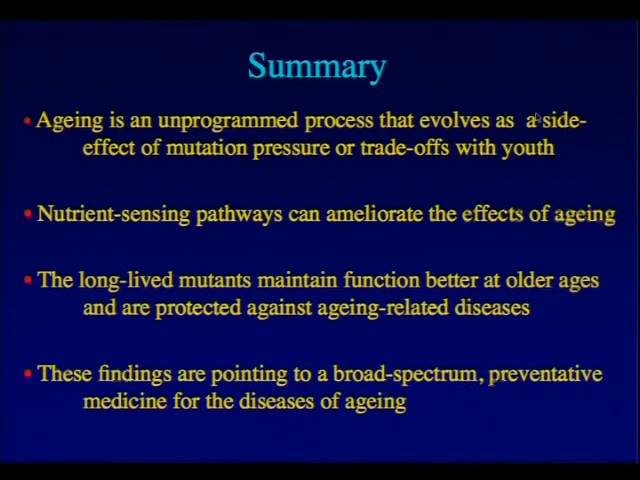 Summary
• Ageing is an unprogrammed process that evolves as a side-
effect of mutation pressure or trade-offs with youth
• Nutrient-sensing pathways can ameliorate the effects of ageing
• The long-lived mutants maintain function better at older ages
and are protected against ageing-related diseases
• These findings are pointing to a broad-spectrum, preventative
medicine for the diseases of ageing